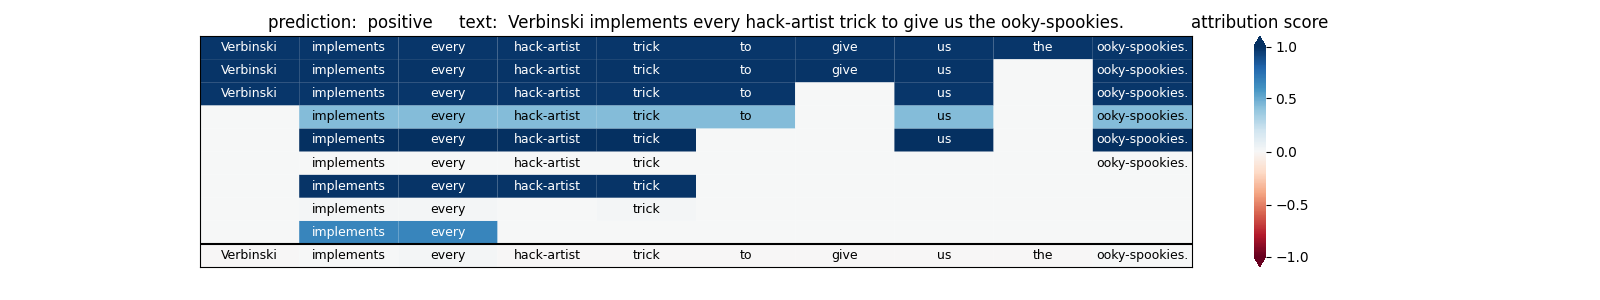 prediction:  positive     text:  Verbinski implements every hack-artist trick to give us the ooky-spookies.
attribution score
Verbinski implements every hack-artist trick to give us the ooky-spookies.
Verbinski implements every hack-artist trick to give us ooky-spookies.
Verbinski implements every hack-artist trick to us ooky-spookies.
implements every hack-artist trick to us ooky-spookies.
implements every hack-artist trick us ooky-spookies.
implements every hack-artist trick ooky-spookies.
implements every hack-artist trick
implements every trick
implements every
Verbinski implements every hack-artist trick to give us the ooky-spookies.
1.0
0.5
0.0
−0.5
−1.0